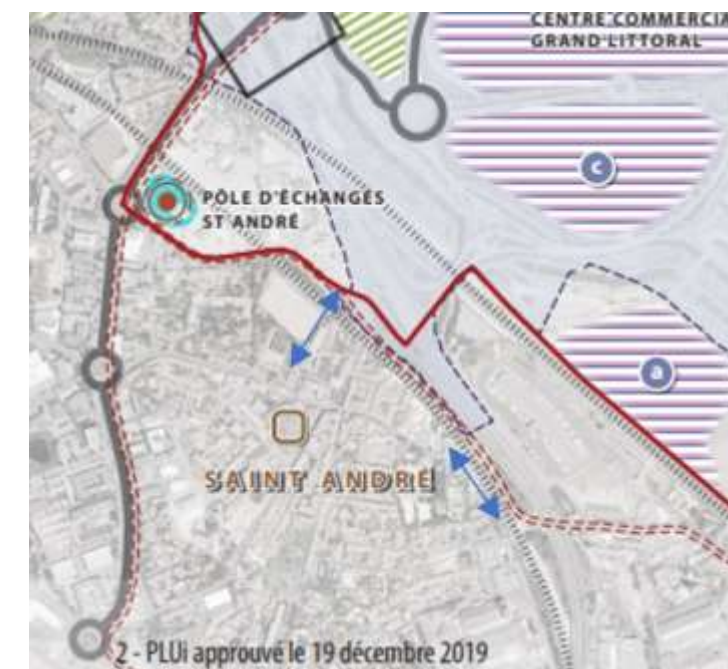 CENTRE COMMERCIA
GRAND LITTORAL
c
PÔLE D'ÉCHANGES
ST ANDRÉ
a
SAINT ANDRÉ
2 - PLUi approuvé le 19 décembre 2019